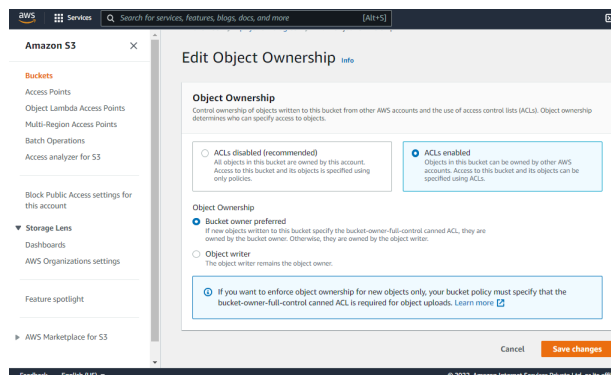 aws
Services
Search for services, features, blogs, docs, and more
[Alt+S]
Amazon S3
Buckets
Access Points
Object Lambda Access Points
Multi-Region Access Points
Batch Operations
Access analyzer for S3
Block Public Access settings for
this account
Storage Lens
Dashboards
AWS Organizations settings
Feature spotlight
AWS Marketplace for S3
Edit Object Ownership Info
Object Ownership
Control ownership of objects written to this bucket from other AWS accounts and the use of access control lists (ACLs). Object ownership
determines who can specify access to objects.
ACLs disabled (recommended)
All objects in this bucket are owned by this account.
Access to this bucket and its objects is specified using
only policies.
ACLs enabled
Objects in this bucket can be owned by other AWS
accounts. Access to this bucket and its objects can be
specified using ACLs.
Object Ownership
Bucket owner preferred
If new objects written to this bucket specify the bucket-owner-full-control canned ACL, they are
owned by the bucket owner. Otherwise, they are owned by the object writer.
Object writer
The object writer remains the object owner.
If you want to enforce object ownership for new objects only, your bucket policy must specify that the
bucket-owner-full-control canned ACL is required for object uploads. Learn more
Cancel
Save changes
Feedback
English (US)
© 2022, Amazon Internet Services Private Ltd. or its